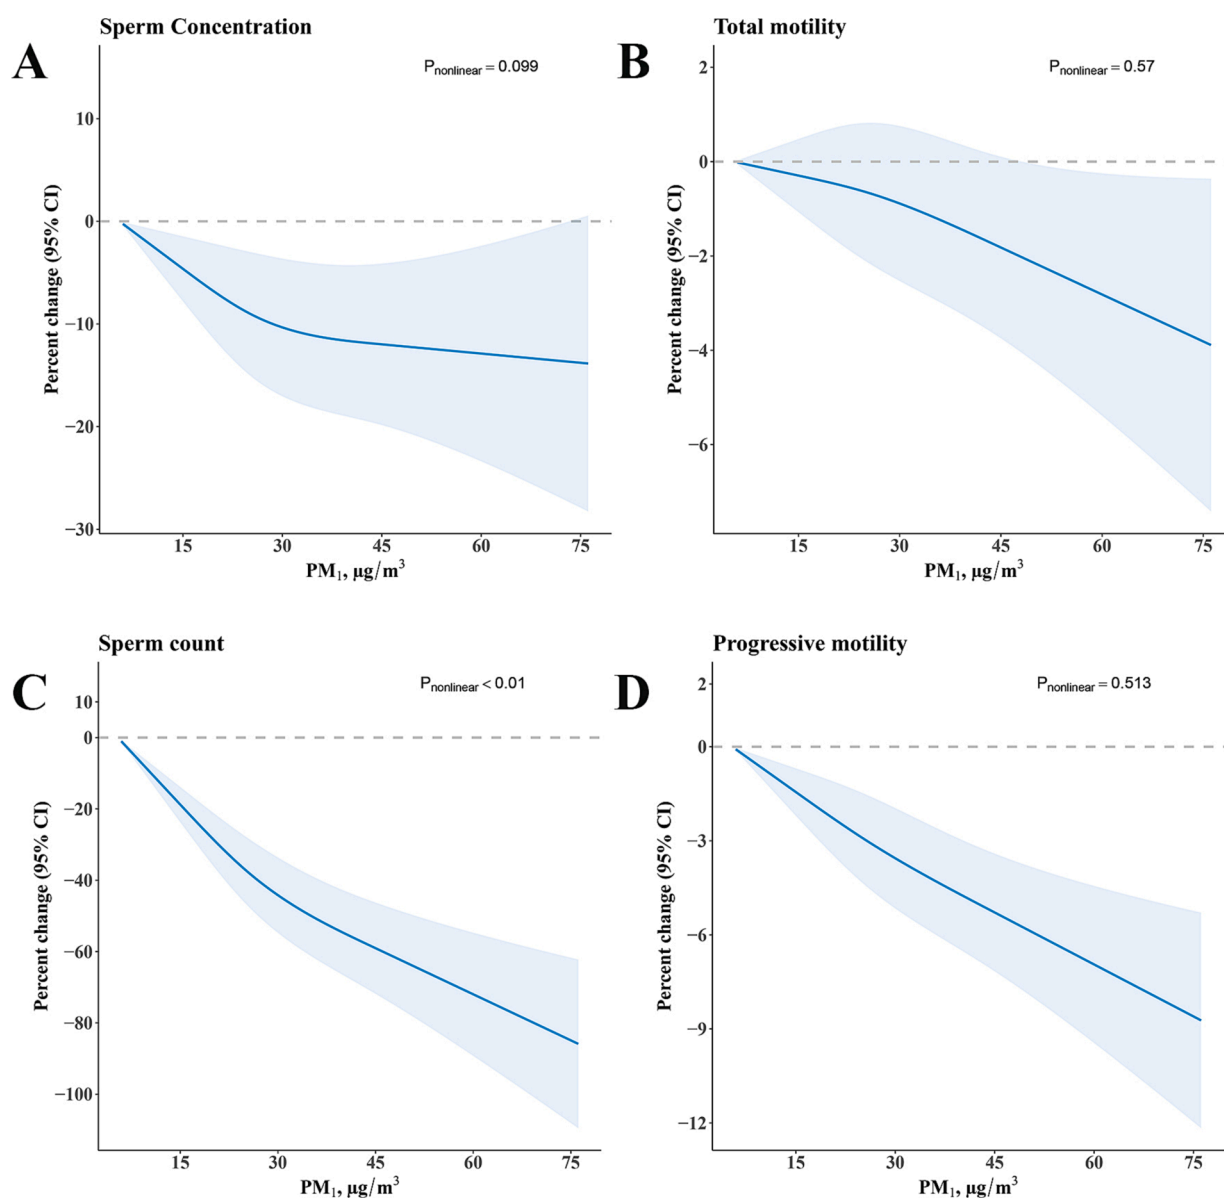 A
Sperm Concentration
Pnonlinear = 0.099
Percent change (95% CI)
10
0
−10
−20
−30
15 30 45 60 75
PM₁, μg/m³
B
Total motility
Pnonlinear = 0.57
Percent change (95% CI)
2
0
−2
−4
−6
15 30 45 60 75
PM₁, μg/m³
C
Sperm count
Pnonlinear < 0.01
Percent change (95% CI)
10
0
−20
−40
−60
−80
−100
15 30 45 60 75
PM₁, μg/m³
D
Progressive motility
Pnonlinear = 0.513
Percent change (95% CI)
2
0
−3
−6
−9
−12
15 30 45 60 75
PM₁, μg/m³